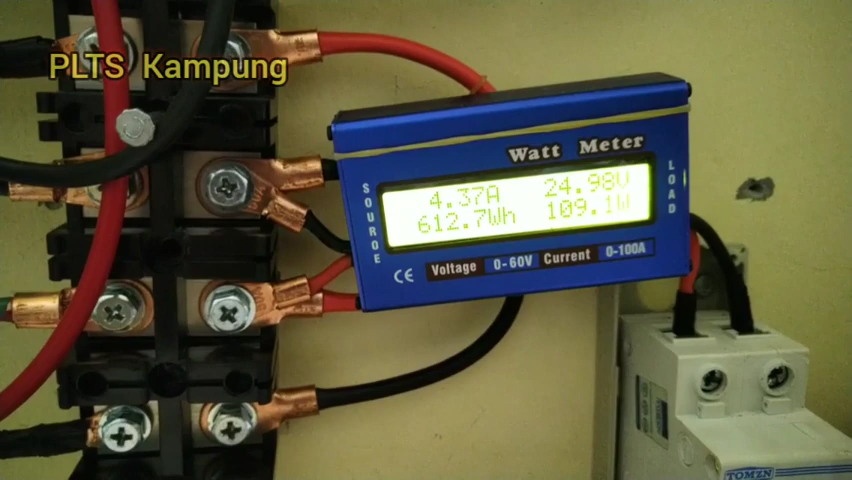 PLTS Kampung
Watt Meter
SOUROE
LOAD
4.37A 24.98V
612.7Wh 109.1W
CE Voltage 0-60V Current 0-100A
TOMZN